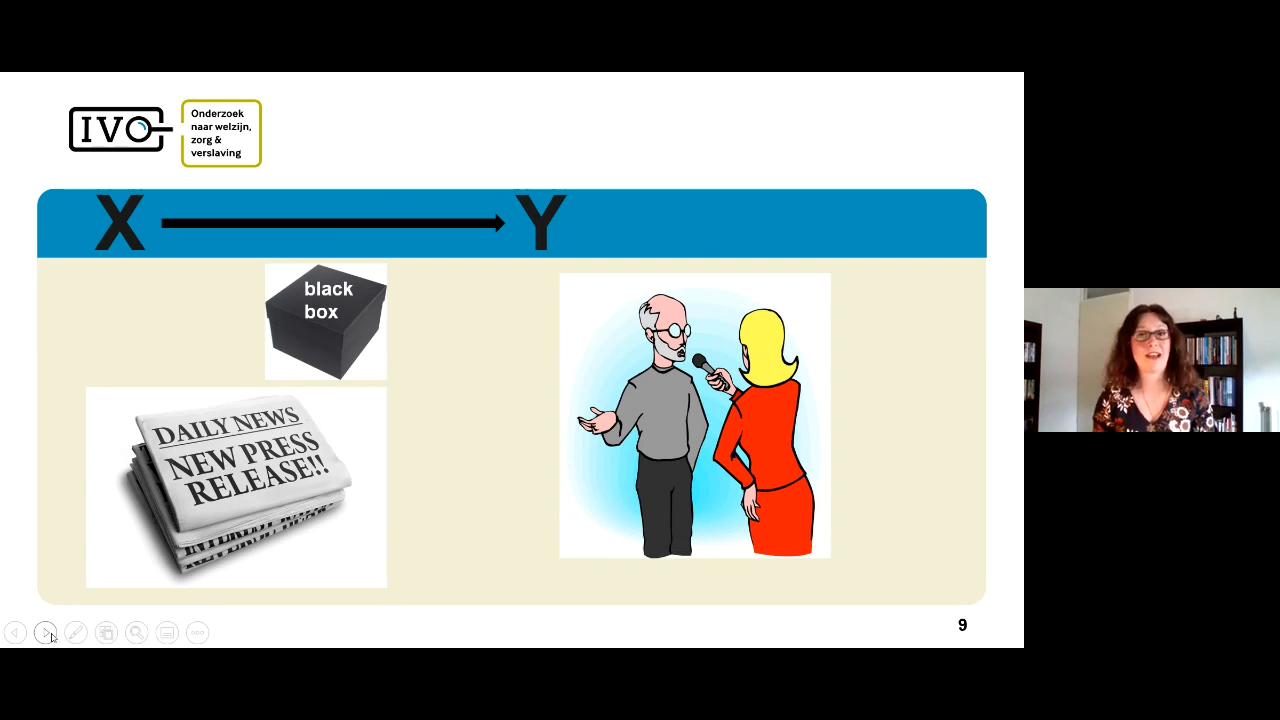 IVO
Onderzoek
naar welzijn,
zorg &
verslaving
X
Y
black
box
DAILY NEWS
NEW PRESS
RELEASE!!
9